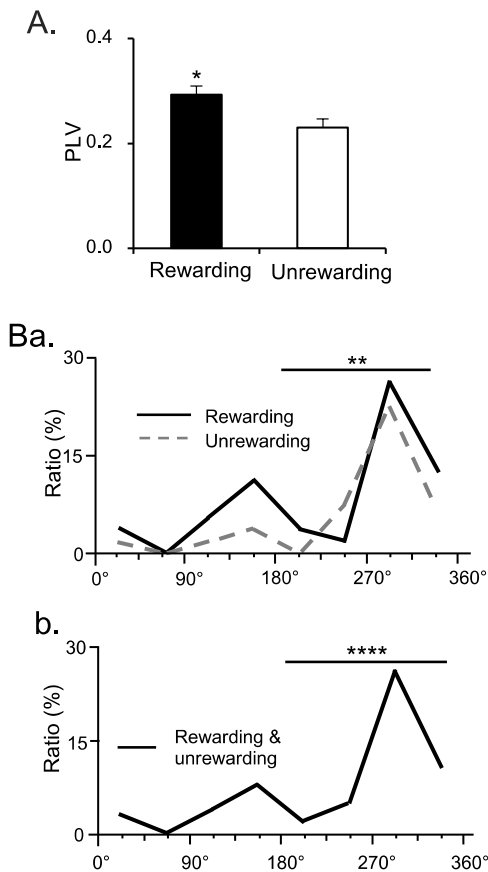 A.
0.4
*
0.2
PLV
0.0
Rewarding
Unrewarding
Ba.
30
**
Rewarding
Unrewarding
15
Ratio (%)
0
0° 90° 180° 270° 360°
b.
30
****
Rewarding &
unrewarding
15
Ratio (%)
0
0° 90° 180° 270° 360°